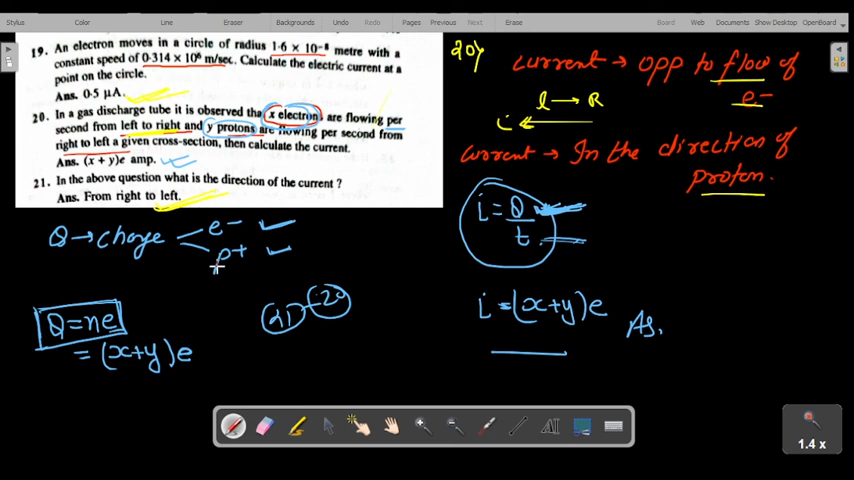 Stylus
Color
Line
Eraser
Backgrounds
Undo
Redo
Pages
Previous
Next
Erase
Board
Web
Documents
Show Desktop
OpenBoard
19. An electron moves in a circle of radius 1·6 × 10⁻⁸ metre with a
constant speed of 0·314 × 10⁶ m/sec. Calculate the electric current at a
point on the circle.
Ans. 0·5 μA.
20. In a gas discharge tube it is observed tha x electron are flowing per
second from left to right and y protons are flowing per second from
right to left a given cross-section, then calculate the current.
Ans. (x + y)e amp.
21. In the above question what is the direction of the current ?
Ans. From right to left.
Q → charge
e-
p+
Q = ne
= (x+y)e
21
20
current → opp to flow of
e-
l → R
i
current → In the direction of
proton.
i = Q
t
i = (x+y)e
As.
1.4 x